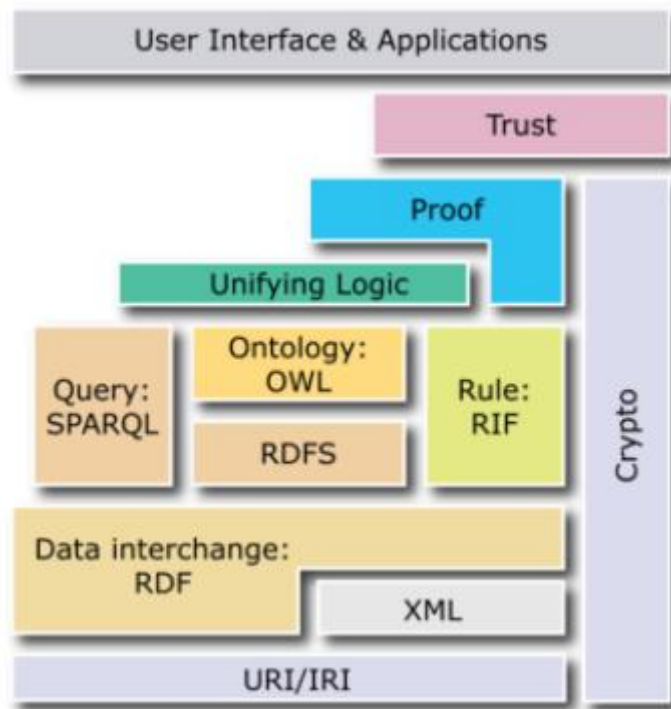 User Interface & Applications
Trust
Proof
Unifying Logic
Query:
SPARQL
Ontology:
OWL
RDFS
Rule:
RIF
Crypto
Data interchange:
RDF
XML
URI/IRI